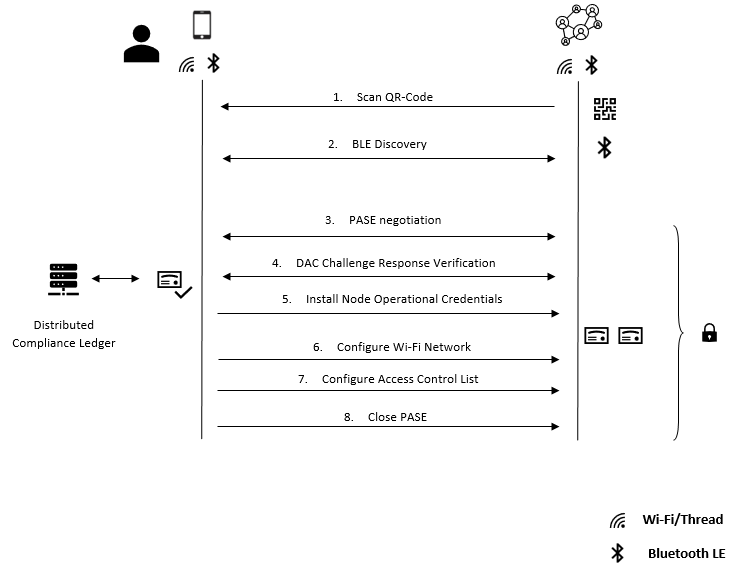 1. Scan QR-Code
2. BLE Discovery
3. PASE negotiation
4. DAC Challenge Response Verification
5. Install Node Operational Credentials
Distributed
Compliance Ledger
6. Configure Wi-Fi Network
7. Configure Access Control List
8. Close PASE
Wi-Fi/Thread
Bluetooth LE